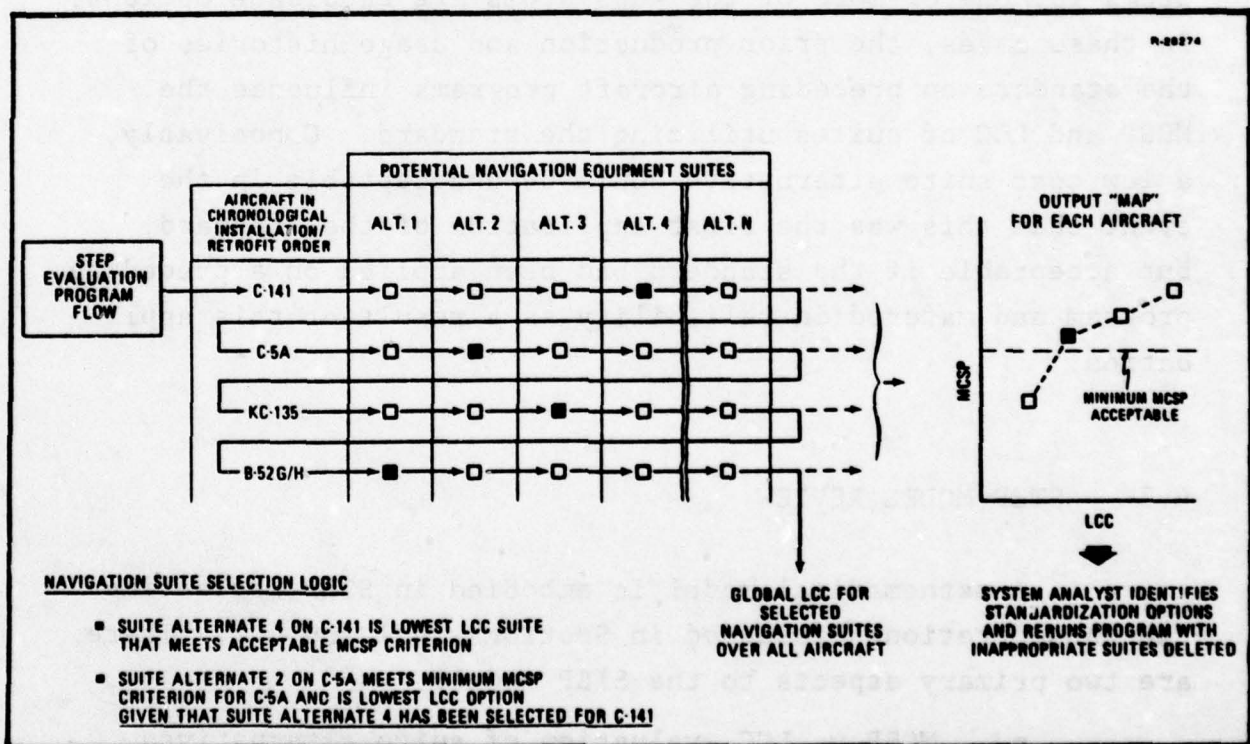 R-80874
POTENTIAL NAVIGATION EQUIPMENT SUITES
AIRCRAFT IN
CHRONOLOGICAL
INSTALLATION/
RETROFIT ORDER
ALT. 1 ALT. 2 ALT. 3 ALT. 4 ALT. N
STEP
EVALUATION
PROGRAM
FLOW
C-141
C-5A
KC-135
B-52G/H
OUTPUT "MAP"
FOR EACH AIRCRAFT
MCSP
MINIMUM MCSP
ACCEPTABLE
LCC
GLOBAL LCC FOR
SELECTED
NAVIGATION SUITES
OVER ALL AIRCRAFT
SYSTEM ANALYST IDENTIFIES
STANDARDIZATION OPTIONS
AND RERUNS PROGRAM WITH
INAPPROPRIATE SUITES DELETED
NAVIGATION SUITE SELECTION LOGIC
SUITE ALTERNATE 4 ON C-141 IS LOWEST LCC SUITE
THAT MEETS ACCEPTABLE MCSP CRITERION
SUITE ALTERNATE 2 ON C-5A MEETS MINIMUM MCSP
CRITERION FOR C-5A AND IS LOWEST LCC OPTION
GIVEN THAT SUITE ALTERNATE 4 HAS BEEN SELECTED FOR C-141